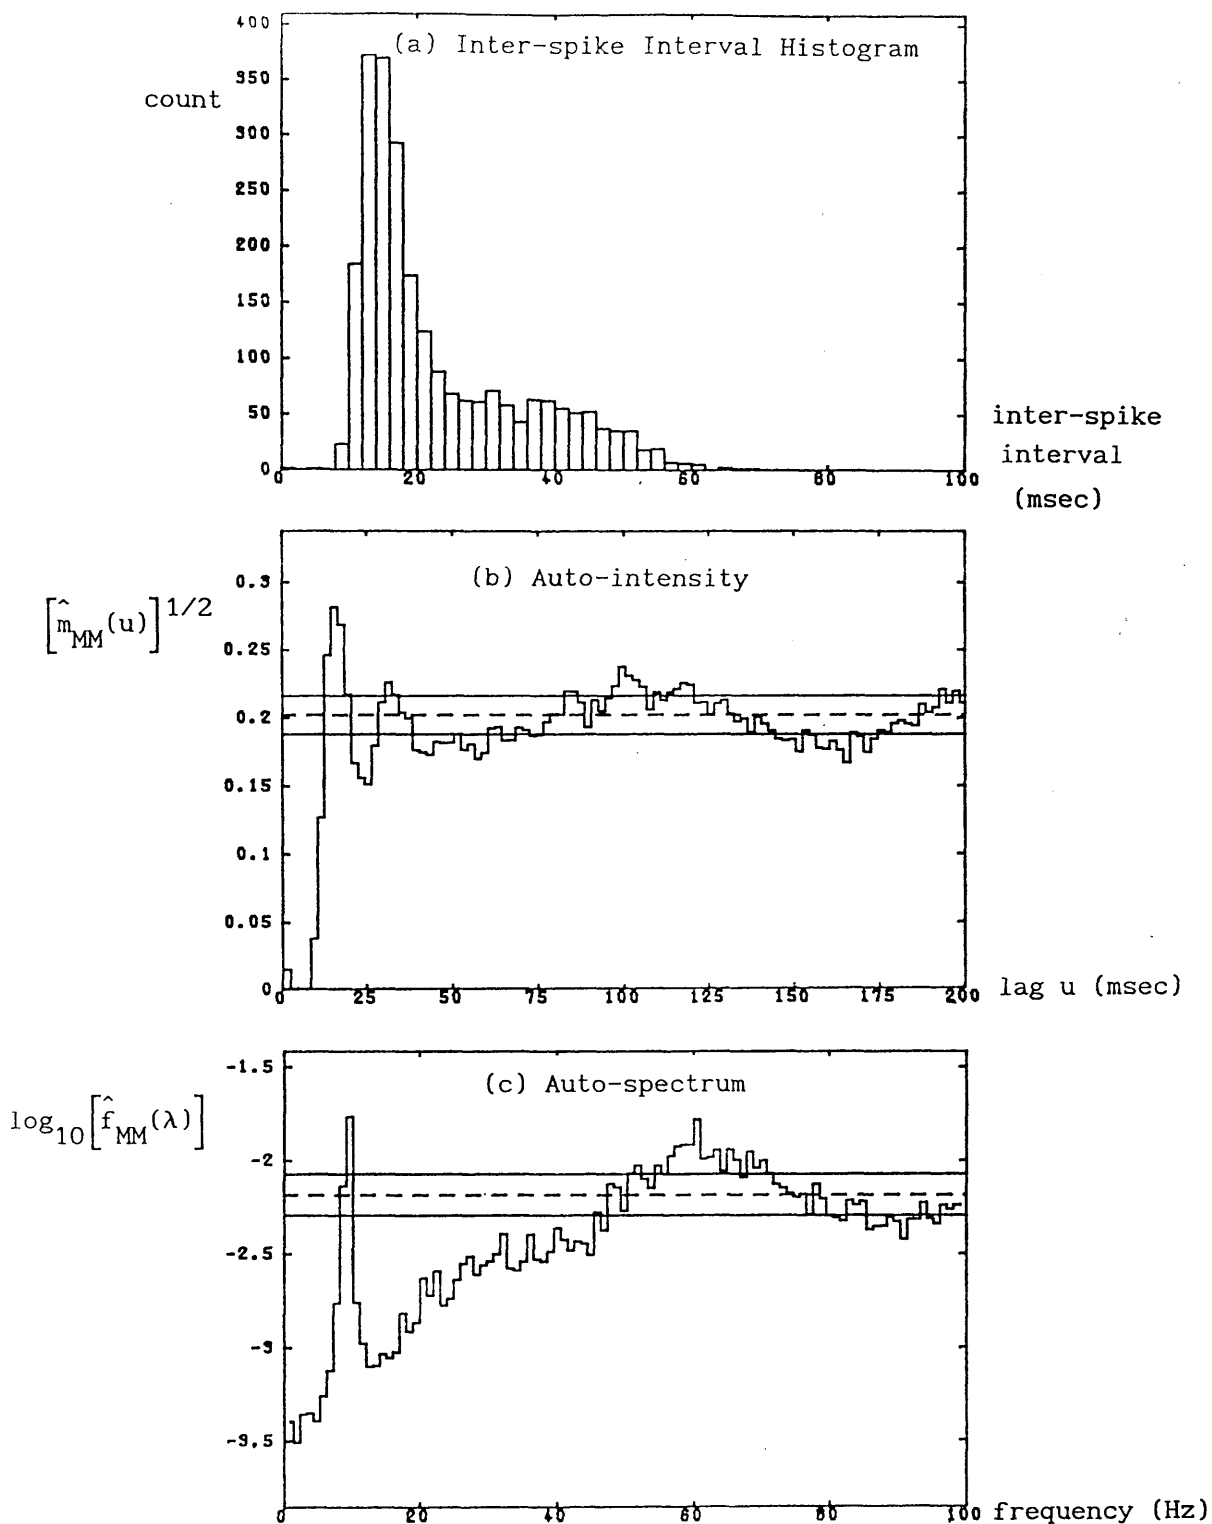 (a) Inter-spike Interval Histogram
count
400
350
300
250
200
150
100
50
0
0 20 40 60 80 100
inter-spike
interval
(msec)
(b) Auto-intensity
[m̂_MM(u)]^1/2
0.3
0.25
0.2
0.15
0.1
0.05
0
0 25 50 75 100 125 150 175 200
lag u (msec)
(c) Auto-spectrum
log_10[f̂_MM(λ)]
-1.5
-2
-2.5
-3
-3.5
0 20 40 60 80 100
frequency (Hz)